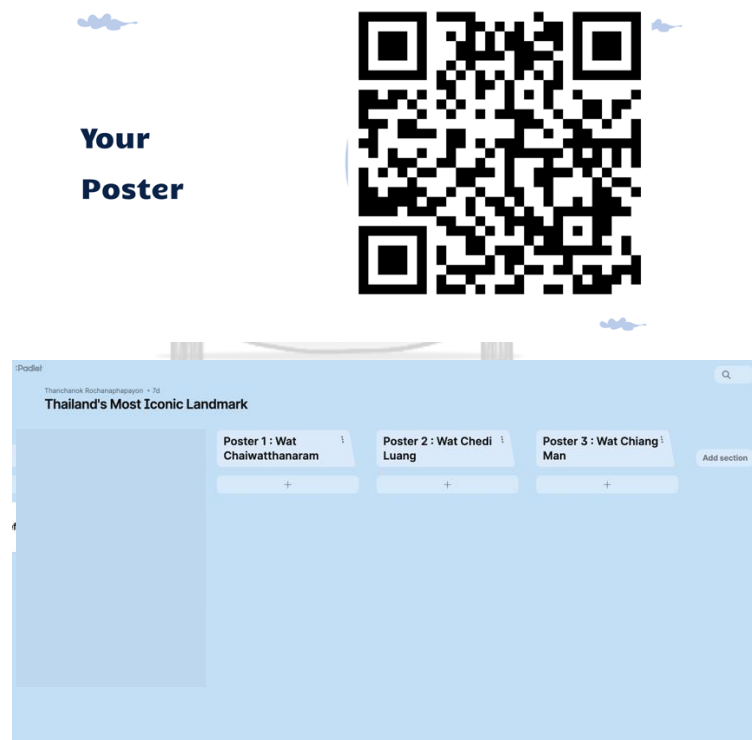 Your
Poster
:Padlet
Thanchanok Rochanaphapayon + 7d
Thailand's Most Iconic Landmark
Poster 1 : Wat
Chaiwatthanaram
Poster 2 : Wat Chedi
Luang
Poster 3 : Wat Chiang
Man
Add section